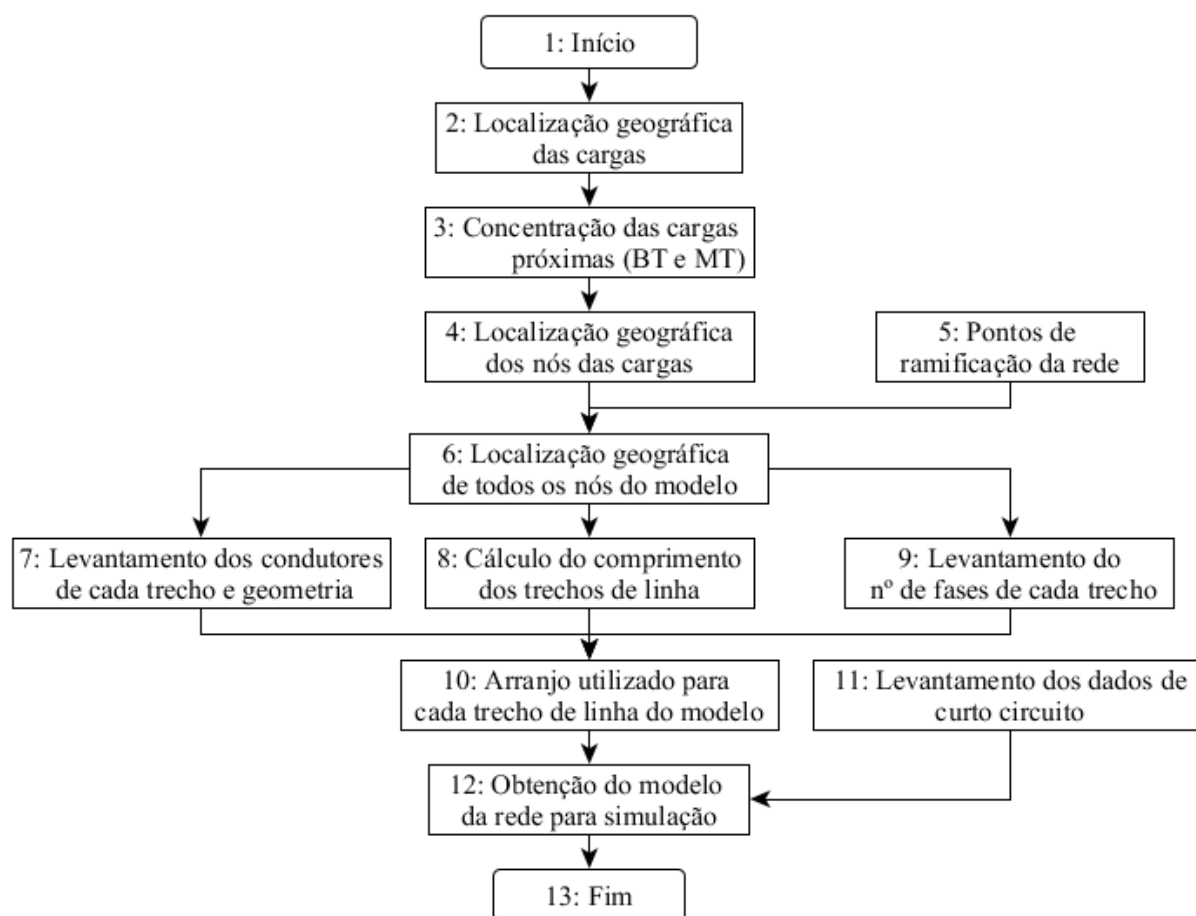 1: Início
2: Localização geográfica
das cargas
3: Concentração das cargas
próximas (BT e MT)
4: Localização geográfica
dos nós das cargas
5: Pontos de
ramificação da rede
6: Localização geográfica
de todos os nós do modelo
7: Levantamento dos condutores
de cada trecho e geometria
8: Cálculo do comprimento
dos trechos de linha
9: Levantamento do
nº de fases de cada trecho
10: Arranjo utilizado para
cada trecho de linha do modelo
11: Levantamento dos dados de
curto circuito
12: Obtenção do modelo
da rede para simulação
13: Fim